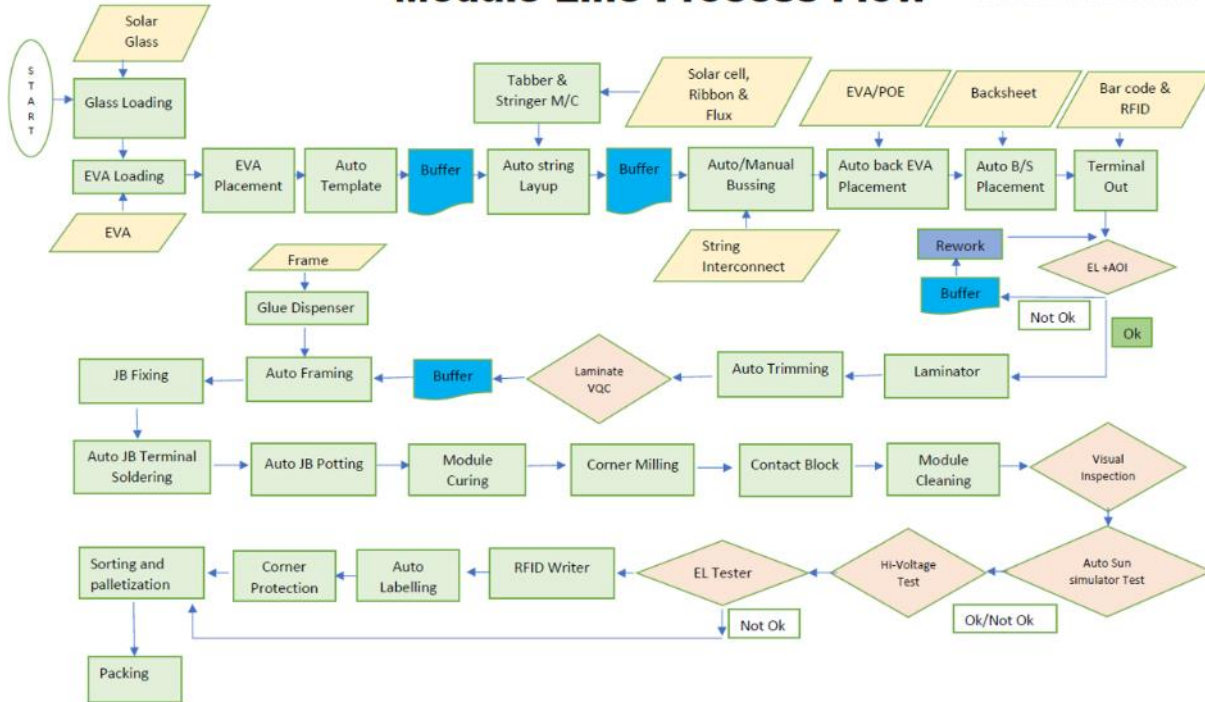 Module Line Process Flow
Solar
Glass
START
Glass Loading
Tabber &
Stringer M/C
Solar cell,
Ribbon &
Flux
EVA/POE
Backsheet
Bar code &
RFID
EVA Loading
EVA
Placement
Auto
Template
Buffer
Auto string
Layup
Buffer
Auto/Manual
Bussing
Auto back EVA
Placement
Auto B/S
Placement
Terminal
Out
EVA
String
Interconnect
Rework
EL +AOI
Buffer
Not Ok
Ok
Frame
Glue Dispenser
JB Fixing
Auto Framing
Buffer
Laminate
VQC
Auto Trimming
Laminator
Auto JB Terminal
Soldering
Auto JB Potting
Module
Curing
Corner Milling
Contact Block
Module
Cleaning
Visual
Inspection
Sorting and
palletization
Corner
Protection
Auto
Labelling
RFID Writer
EL Tester
Hi-Voltage
Test
Auto Sun
simulator Test
Not Ok
Ok/Not Ok
Packing